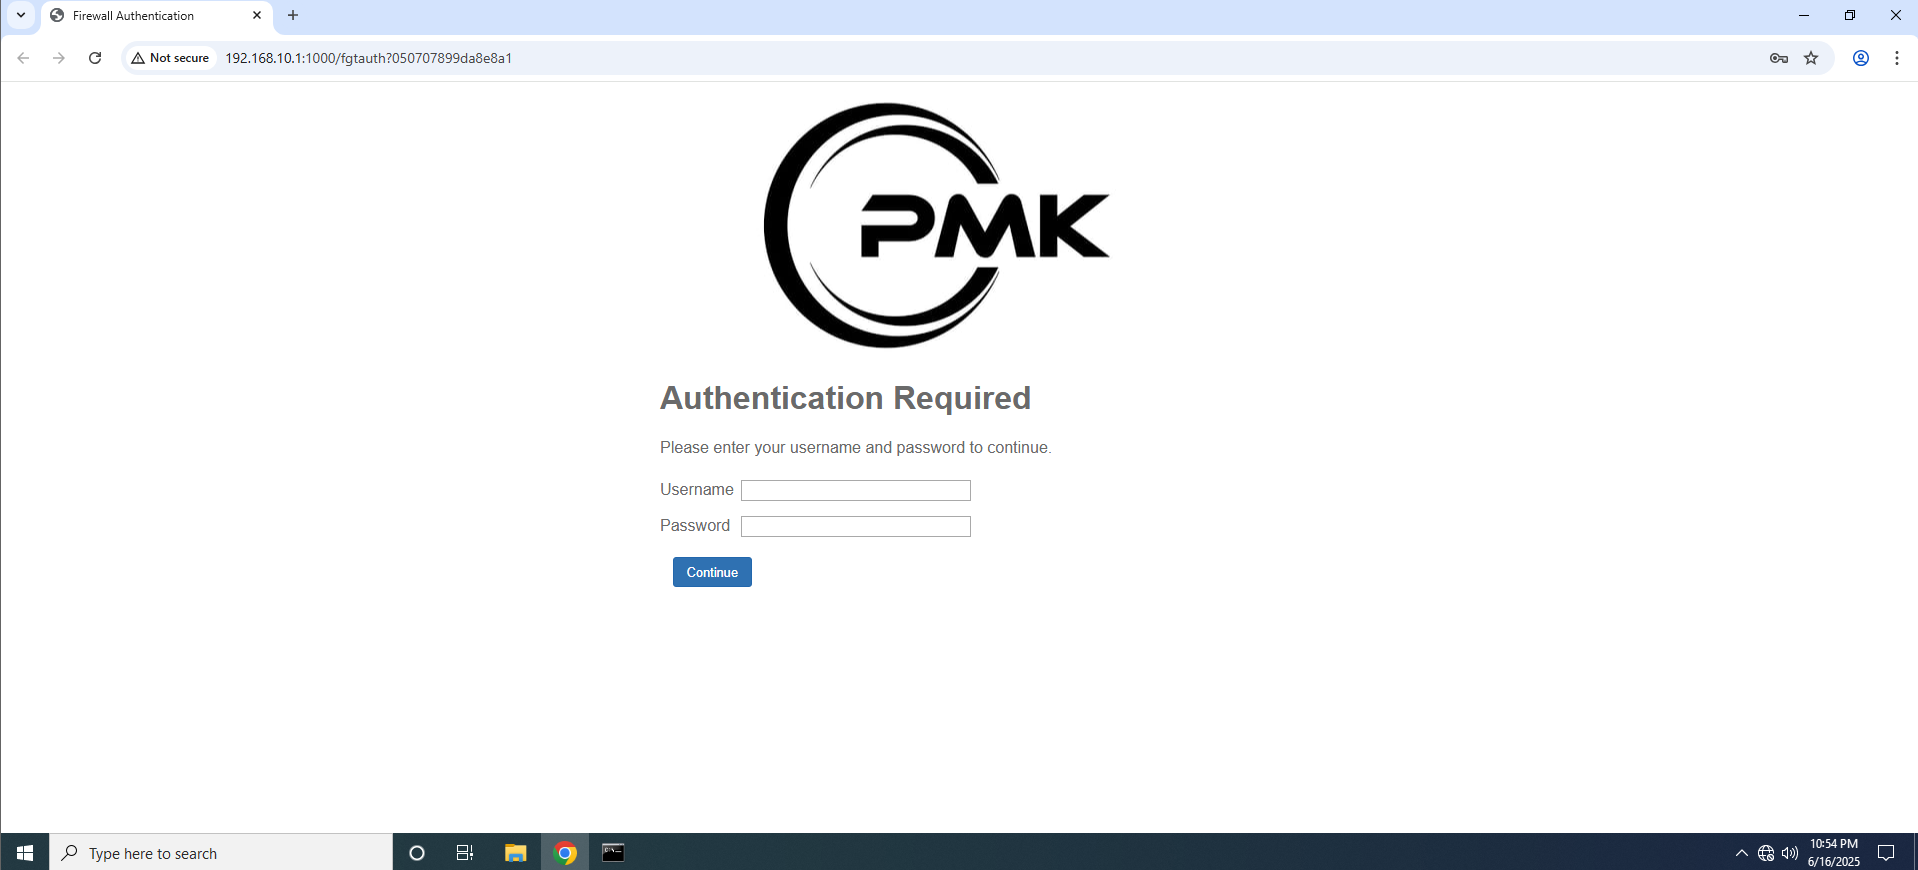 Firewall Authentication
Not secure
192.168.10.1:1000/fgtauth?050707899da8e8a1
PMK
Authentication Required
Please enter your username and password to continue.
Username
Password
Continue
Type here to search
10:54 PM
6/16/2025